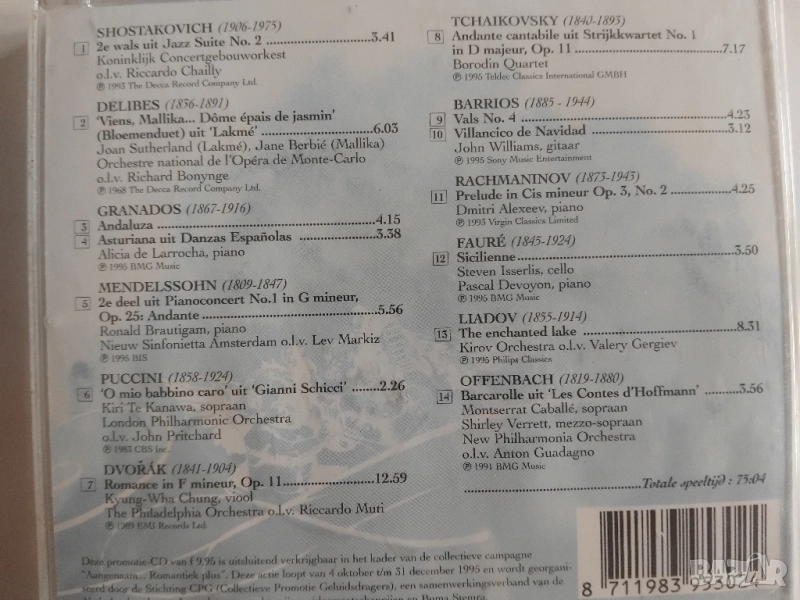 SHOSTAKOVICH (1906-1975)
1 2e wals uit Jazz Suite No. 2 3.41
Koninklijk Concertgebouworkest
o.l.v. Riccardo Chailly
℗ 1993 The Decca Record Company Ltd.
DELIBES (1836-1891)
2 'Viens, Mallika... Dôme épais de jasmin'
(Bloemenduet) uit 'Lakmé' 6.03
Joan Sutherland (Lakmé), Jane Berbié (Mallika)
Orchestre national de l'Opéra de Monte-Carlo
o.l.v. Richard Bonynge
℗ 1968 The Decca Record Company Ltd.
GRANADOS (1867-1916)
3 Andaluza 4.15
4 Asturiana uit Danzas Españolas 3.38
Alicia de Larrocha, piano
℗ 1995 BMG Music
MENDELSSOHN (1809-1847)
5 2e deel uit Pianoconcert No.1 in G mineur,
Op. 25: Andante 5.56
Ronald Brautigam, piano
Nieuw Sinfonietta Amsterdam o.l.v. Lev Markiz
℗ 1995 BIS
PUCCINI (1858-1924)
6 'O mio babbino caro' uit 'Gianni Schicci' 2.26
Kiri Te Kanawa, sopraan
London Philharmonic Orchestra
o.l.v. John Pritchard
℗ 1983 CBS Inc.
DVOŘÁK (1841-1904)
7 Romance in F mineur, Op. 11 12.59
Kyung-Wha Chung, viool
The Philadelphia Orchestra o.l.v. Riccardo Muti
℗ 1989 EMI Records Ltd.
TCHAIKOVSKY (1840-1893)
8 Andante cantabile uit Strijkkwartet No. 1
in D majeur, Op. 11 7.17
Borodin Quartet
℗ 1995 Teldec Classics International GMBH
BARRIOS (1885 - 1944)
9 Vals No. 4 4.23
10 Villancico de Navidad 3.12
John Williams, gitaar
℗ 1995 Sony Music Entertainment
RACHMANINOV (1873-1943)
11 Prelude in Cis mineur Op. 3, No. 2 4.25
Dmitri Alexeev, piano
℗ 1993 Virgin Classics Limited
FAURÉ (1845-1924)
12 Sicilienne 3.50
Steven Isserlis, cello
Pascal Devoyon, piano
℗ 1995 BMG Music
LIADOV (1855-1914)
13 The enchanted lake 8.31
Kirov Orchestra o.l.v. Valery Gergiev
℗ 1995 Philips Classics
OFFENBACH (1819-1880)
14 Barcarolle uit 'Les Contes d'Hoffmann' 3.56
Montserrat Caballé, sopraan
Shirley Verrett, mezzo-sopraan
New Philharmonia Orchestra
o.l.v. Anton Guadagno
℗ 1991 BMG Music
Totale speeltijd : 75:04
Deze promotie-CD van f 9,95 is uitsluitend verkrijgbaar in het kader van de collectieve campagne
"Aangenaam... Romantiek plus". Deze actie loopt van 4 oktober t/m 31 december 1995 en wordt georgani-
seerd door de Stichting CPG (Collectieve Promotie Geluidsdragers), een samenwerkingsverband van de
Buma Stemra.
8 711983 953024
BAZAR